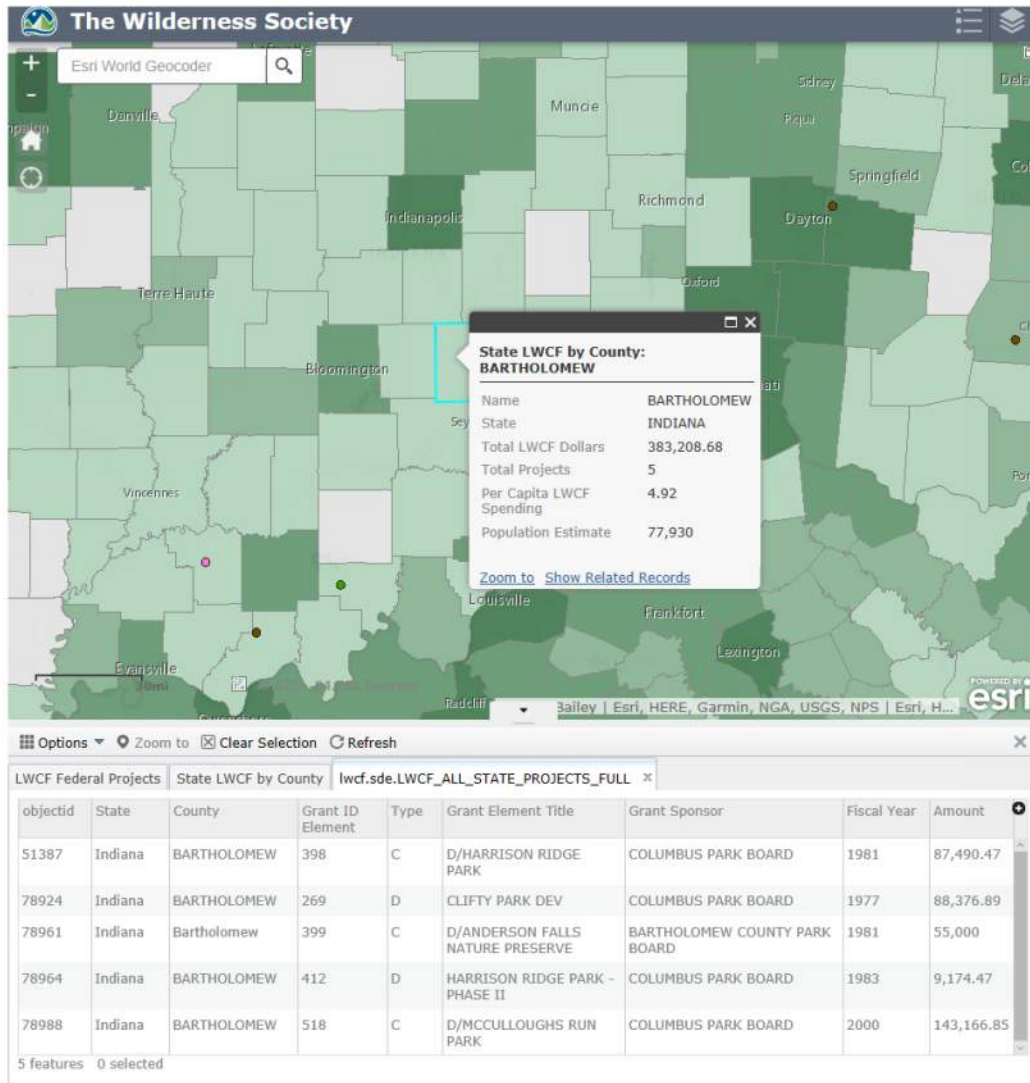 The Wilderness Society
Esri World Geocoder
Danville
Muncie
Sidney
Piqua
Springfield
Richmond
Indianapolis
Dayton
Oxford
Terre Haute
Bloomington
State LWCF by County:
BARTHOLOMEW
Name BARTHOLOMEW
State INDIANA
Total LWCF Dollars 383,208.68
Total Projects 5
Per Capita LWCF 4.92
Spending
Population Estimate 77,930
Zoom to Show Related Records
Vincennes
Louisville
Frankfort
Lexington
Evansville
30mi
Radcliff
POWERED BY
esri
Bailey | Esri, HERE, Garmin, NGA, USGS, NPS | Esri, H...
Options Zoom to Clear Selection Refresh
LWCF Federal Projects State LWCF by County lwcf.sde.LWCF_ALL_STATE_PROJECTS_FULL
objectid State County Grant ID Type Grant Element Title Grant Sponsor Fiscal Year Amount
Element
51387 Indiana BARTHOLOMEW 398 C D/HARRISON RIDGE COLUMBUS PARK BOARD 1981 87,490.47
PARK
78924 Indiana BARTHOLOMEW 269 D CLIFTY PARK DEV COLUMBUS PARK BOARD 1977 88,376.89
78961 Indiana Bartholomew 399 C D/ANDERSON FALLS BARTHOLOMEW COUNTY PARK 1981 55,000
NATURE PRESERVE BOARD
78964 Indiana BARTHOLOMEW 412 D HARRISON RIDGE PARK - COLUMBUS PARK BOARD 1983 9,174.47
PHASE II
78988 Indiana BARTHOLOMEW 518 C D/MCCULLOUGHS RUN COLUMBUS PARK BOARD 2000 143,166.85
PARK
5 features 0 selected